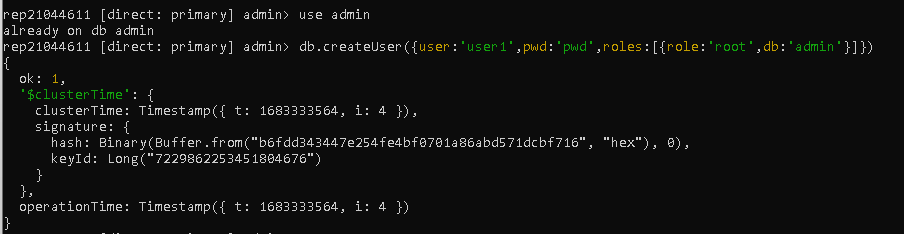 rep21044611 [direct: primary] admin> use admin
already on db admin
rep21044611 [direct: primary] admin> db.createUser({user:'user1',pwd:'pwd',roles:[{role:'root',db:'admin'}]})
{
  ok: 1,
  '$clusterTime': {
    clusterTime: Timestamp({ t: 1683333564, i: 4 }),
    signature: {
      hash: Binary(Buffer.from("b6fdd343447e254fe4bf0701a86abd571dcbf716", "hex"), 0),
      keyId: Long("7229862253451804676")
    }
  },
  operationTime: Timestamp({ t: 1683333564, i: 4 })
}